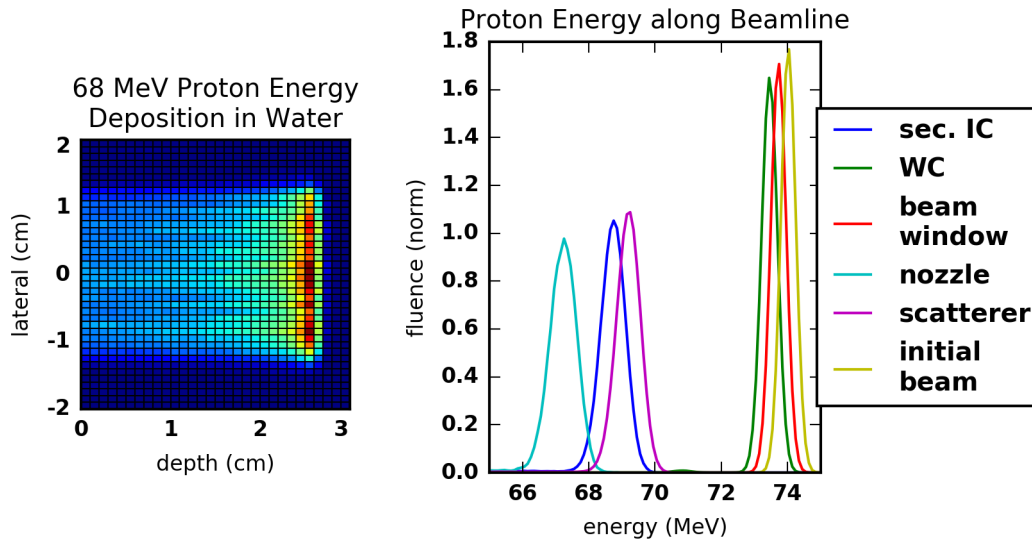 68 MeV Proton Energy
Deposition in Water
2
1
0
-1
-2
lateral (cm)
0 1 2 3
depth (cm)
Proton Energy along Beamline
1.8
1.6
1.4
1.2
1.0
0.8
0.6
0.4
0.2
0.0
fluence (norm)
66 68 70 72 74
energy (MeV)
sec. IC
WC
beam
window
nozzle
scatterer
initial
beam